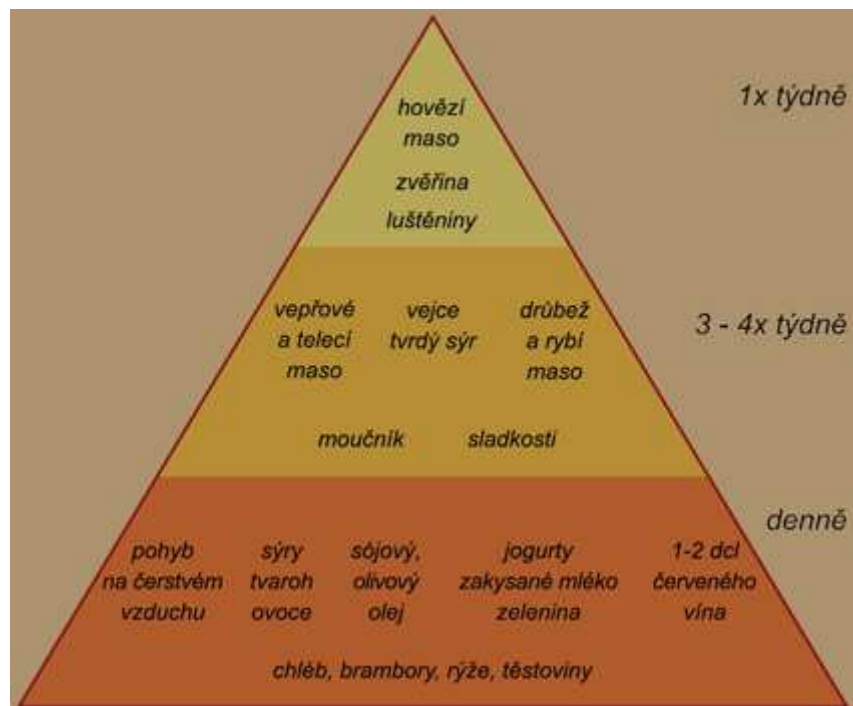 1x týdně
hovězí
maso
zvěřina
luštěniny
3 - 4x týdně
vepřové
a telecí
maso
vejce
tvrdý sýr
drůbež
a rybí
maso
moučník
sladkosti
denně
pohyb
na čerstvém
vzduchu
sýry
tvaroh
ovoce
sójový,
olivový
olej
jogurty
zakysané mléko
zelenina
1-2 dcl
červeného
vína
chléb, brambory, rýže, těstoviny